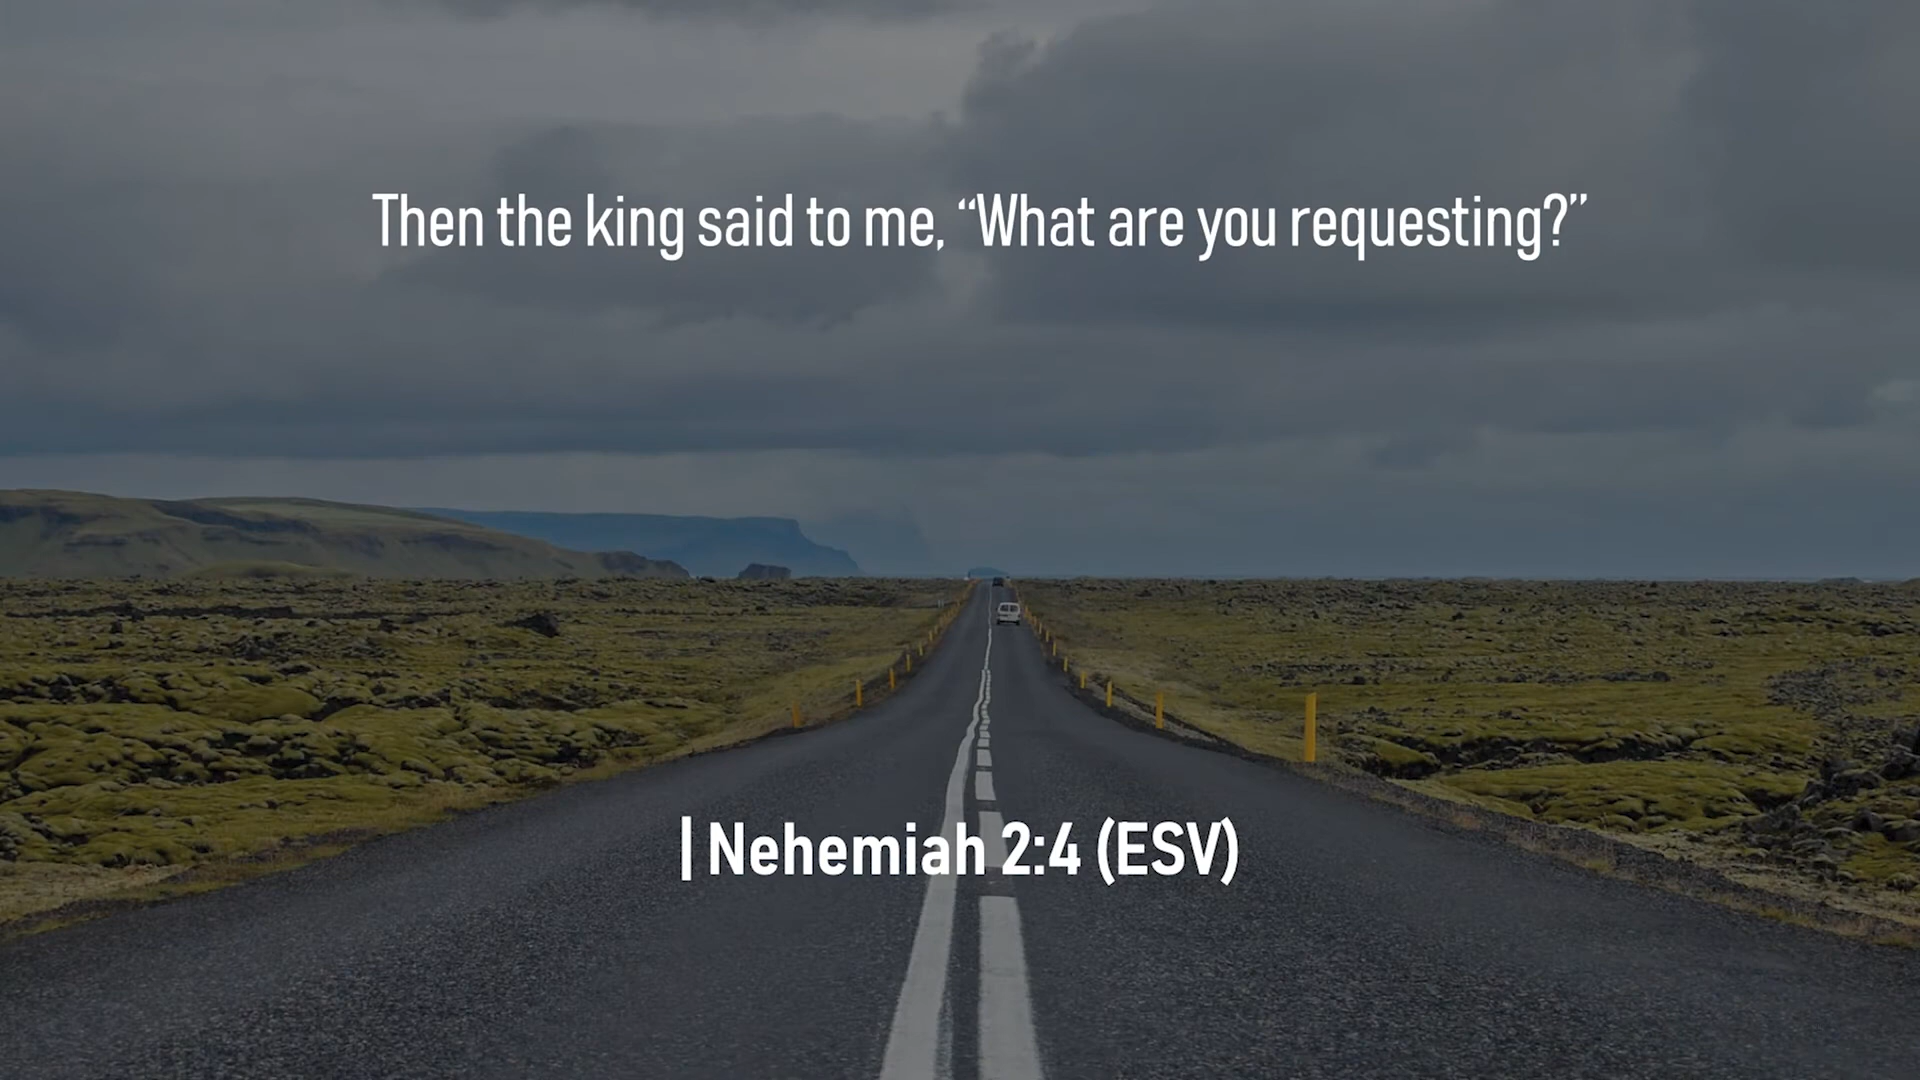 Then the king said to me, “What are you requesting?”
| Nehemiah 2:4 (ESV)